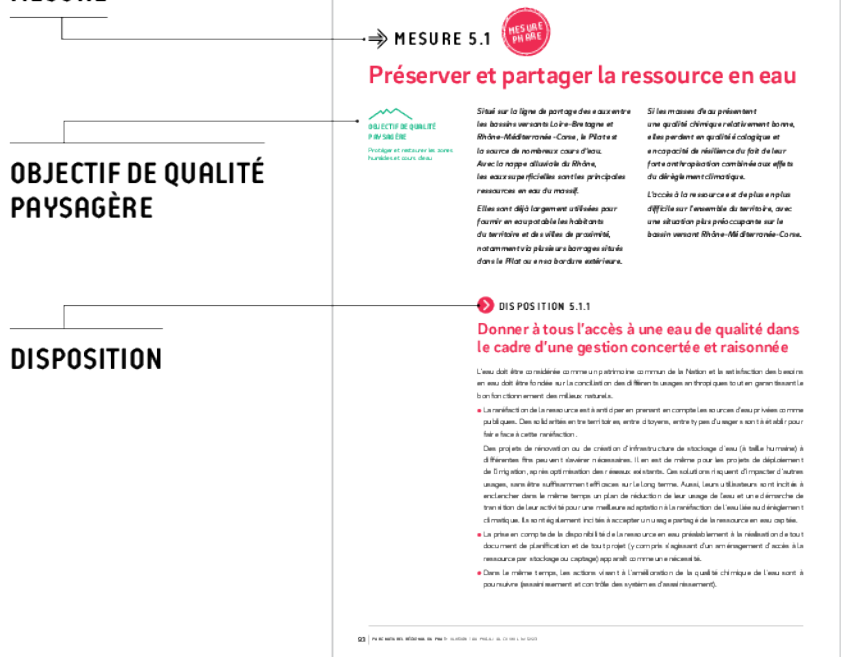 MESURE 5.1
MESURE
PHARE
Préserver et partager la ressource en eau
OBJECTIF DE QUALITÉ
PAYSAGÈRE
OBJECTIF DE QUALITÉ
PAYSAGÈRE
Protéger et restaurer les zones
humides et cours d'eau
Situé sur la ligne de partage des eaux entre
les bassins versants Loire-Bretagne et
Rhône-Méditerranée-Corse, le Pilat est
la source de nombreux cours d'eau.
Avec la nappe alluviale du Rhône,
les eaux superficielles sont les principales
ressources en eau du massif.
Elles sont déjà largement utilisées pour
fournir en eau potable les habitants
du territoire et des villes de proximité,
notamment via plusieurs barrages situés
dans le Pilat ou en sa bordure extérieure.
Si les masses d'eau présentent
une qualité chimique relativement bonne,
elles perdent en qualité écologique et
en capacité de résilience du fait de leur
forte anthropisation combinée aux effets
du dérèglement climatique.
L'accès à la ressource est de plus en plus
difficile sur l'ensemble du territoire, avec
une situation plus préoccupante sur le
bassin versant Rhône-Méditerranée-Corse.
DISPOSITION
DISPOSITION 5.1.1
Donner à tous l'accès à une eau de qualité dans
le cadre d'une gestion concertée et raisonnée
L'eau doit être considérée comme un patrimoine commun de la Nation et la satisfaction des besoins
en eau doit être fondée sur la conciliation des différents usages anthropiques tout en garantissant le
bon fonctionnement des milieux naturels.
La raréfaction de la ressource est à anticiper en prenant en compte les sources d'eau privées comme
publiques. Des solidarités entre territoires, entre citoyens, entre types d'usagers sont à établir pour
faire face à cette raréfaction.
Des projets de rénovation ou de création d'infrastructure de stockage d'eau (à taille humaine) à
différentes fins peuvent s'avérer nécessaires. Il en est de même pour les projets de déploiement
de l'irrigation, après optimisation des réseaux existants. Ces solutions risquent d'impacter d'autres
usages, sans être suffisamment efficaces sur le long terme. Aussi, leurs utilisateurs sont incités à
enclencher dans le même temps un plan de réduction de leur usage de l'eau et une démarche de
transition de leur activité pour une meilleure adaptation à la raréfaction de l'eau liée au dérèglement
climatique. Ils sont également incités à accepter un usage partagé de la ressource en eau captée.
La prise en compte de la disponibilité de la ressource en eau préalablement à la réalisation de tout
document de planification et de tout projet (y compris s'agissant d'un aménagement d'accès à la
ressource par stockage ou captage) apparaît comme une nécessité.
Dans le même temps, les actions visant à l'amélioration de la qualité chimique de l'eau sont à
poursuivre (assainissement et contrôle des systèmes d'assainissement).
93 PARC NATUREL RÉGIONAL DU PILAT